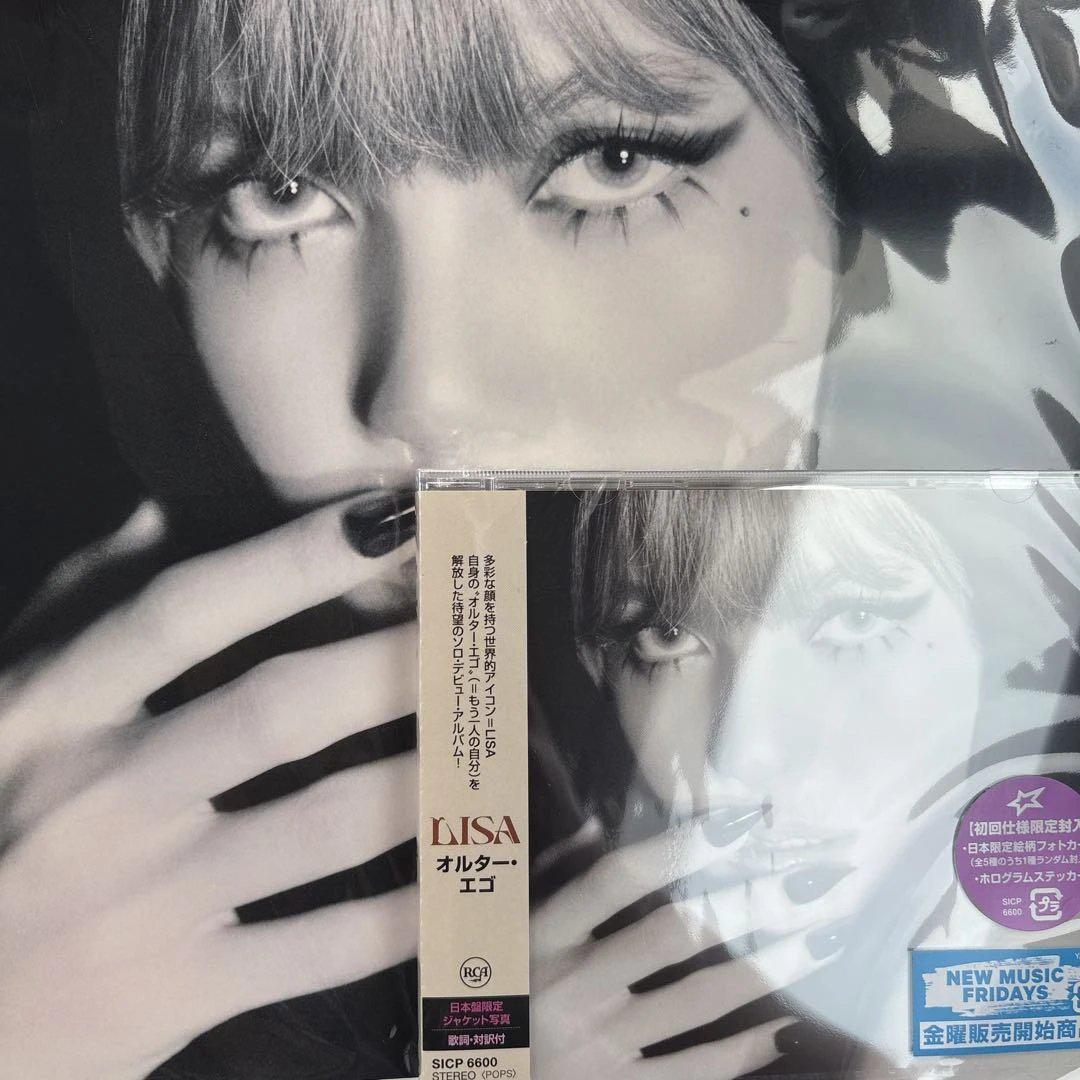 多彩な顔を持つ世界的アイコン=LISA
自身の“オルター・エゴ”(=もう一人の自分)を
解放した待望のソロ・デビュー・アルバム!
LISA
オルター・
エゴ
RCA
日本盤限定
ジャケット写真
歌詞・対訳付
SICP 6600
STEREO〈POPS〉
【初回仕様限定封入
・日本限定絵柄フォトカー
(全5種のうち1種ランダム封
・ホログラムステッカー
SICP
6600
プラ
NEW MUSIC
FRIDAYS
金曜販売開始商